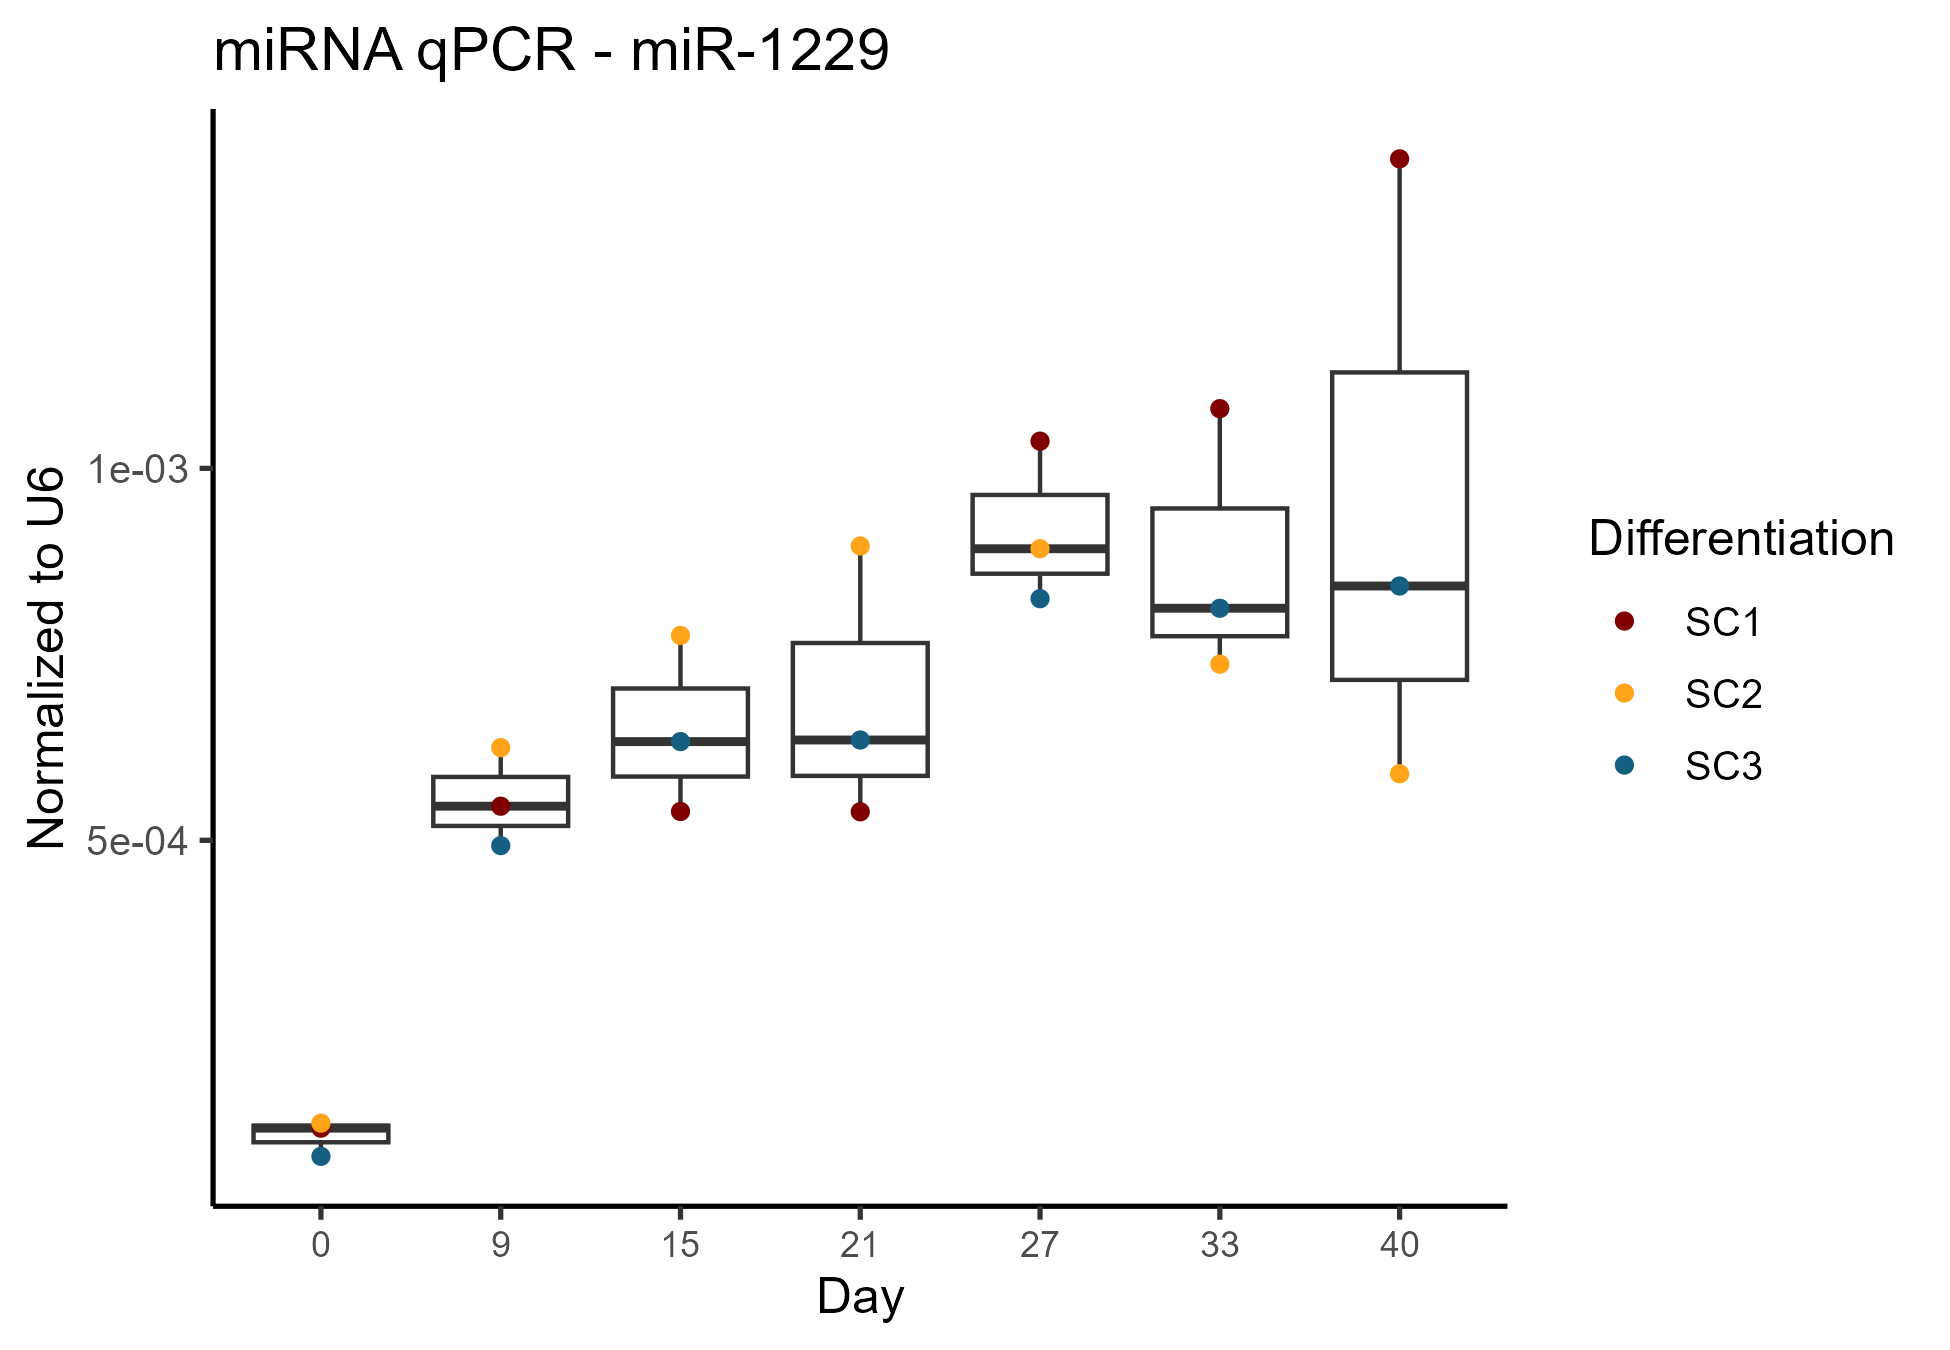 miRNA qPCR - miR-1229
Normalized to U6
1e-03
5e-04
0 9 15 21 27 33 40
Day
Differentiation
SC1
SC2
SC3